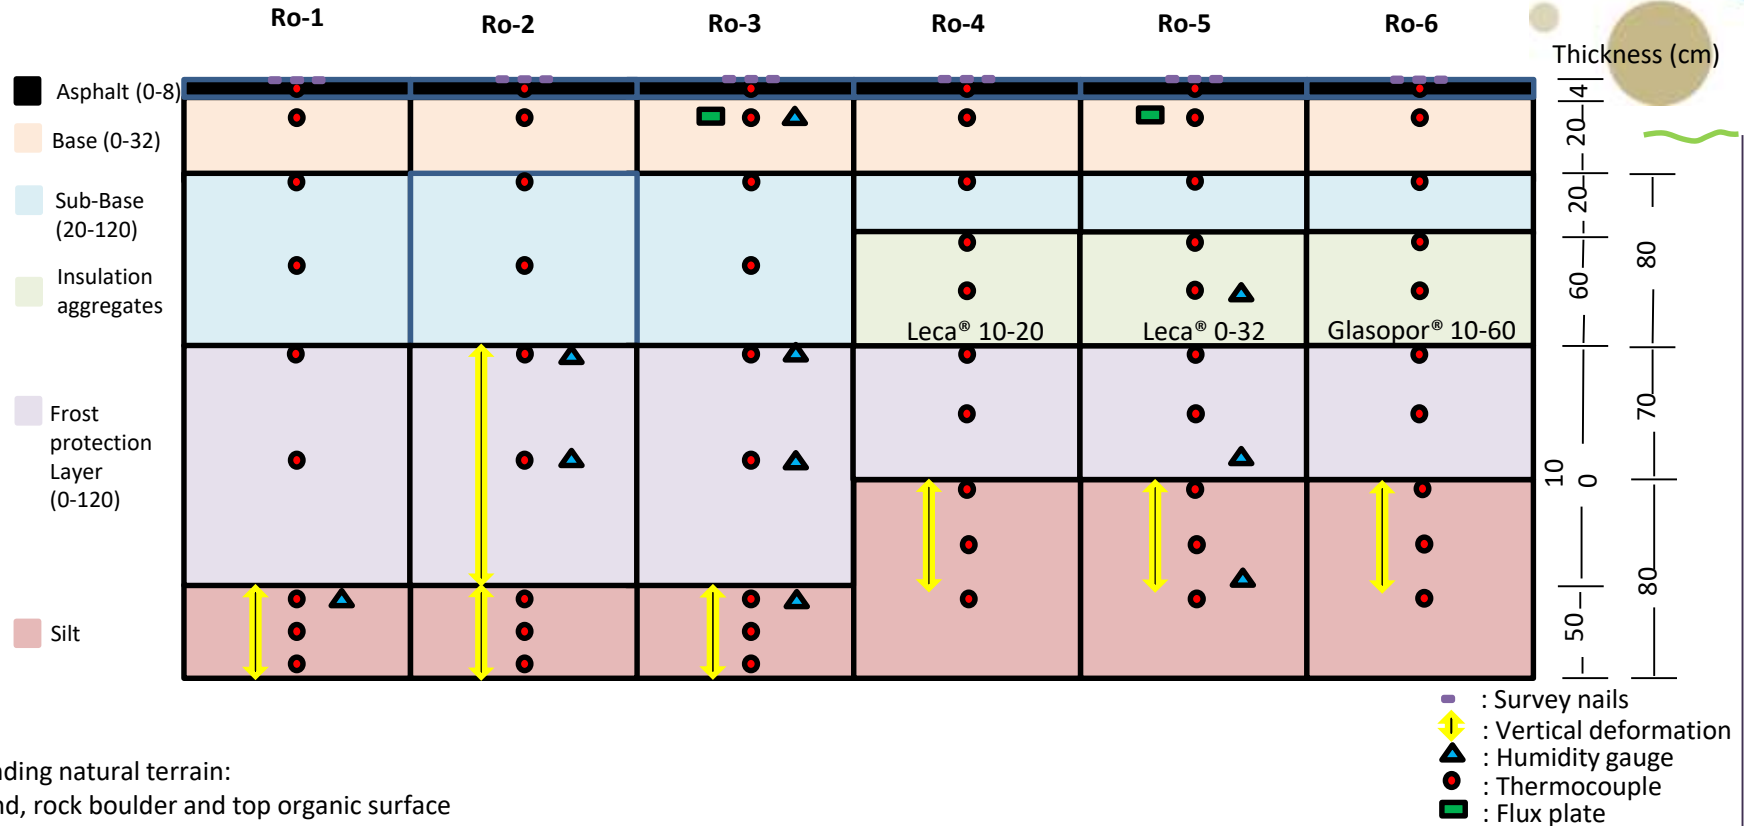 Ro-1
Ro-2
Ro-3
Ro-4
Ro-5
Ro-6
Thickness (cm)
Asphalt (0-8)
Base (0-32)
Sub-Base
(20-120)
Insulation
aggregates
Frost
protection
Layer
(0-120)
Silt
Leca® 10-20
Leca® 0-32
Glasopor® 10-60
4
20
20
60
10
0
50
80
70
80
: Survey nails
: Vertical deformation
: Humidity gauge
: Thermocouple
: Flux plate
natural terrain:
rock boulder and top organic surface